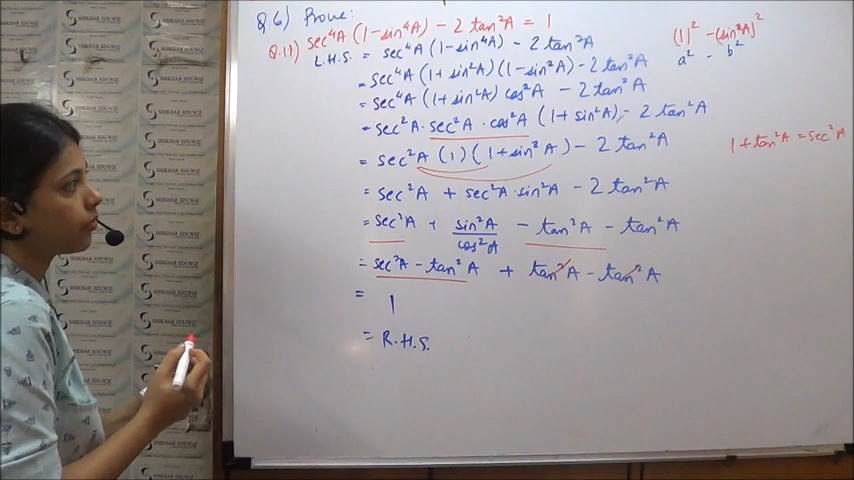 Q 6) Prove:
Q.11) sec⁴A (1-sin⁴A) - 2 tan²A = 1
L.H.S. = sec⁴A (1-sin⁴A) - 2 tan²A
= sec⁴A (1+sin²A) (1-sin²A) - 2 tan²A
= sec⁴A (1+sin²A) cos²A - 2 tan²A
= sec²A · sec²A · cos²A (1+ sin²A) - 2 tan²A
= sec²A (1) (1+sin²A) - 2 tan²A
= sec²A + sec²A · sin²A - 2 tan²A
= sec²A + sin²A/cos²A - tan²A - tan²A
= sec²A - tan²A + tan²A - tan²A
= 1
= R.H.S.
(1)² - (sin²A)²
a² - b²
1 + tan²A = sec²A
SHIKHAR EDUWIZ